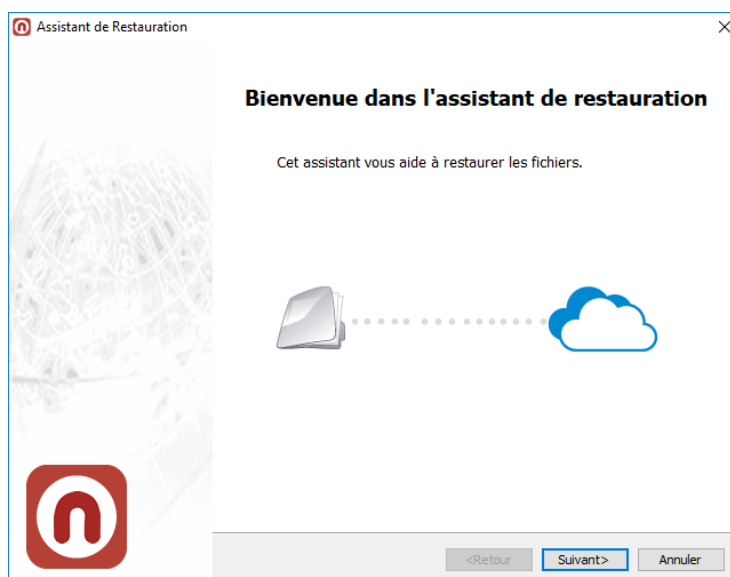 Assistant de Restauration
Bienvenue dans l'assistant de restauration
Cet assistant vous aide à restaurer les fichiers.
<Retour
Suivant>
Annuler